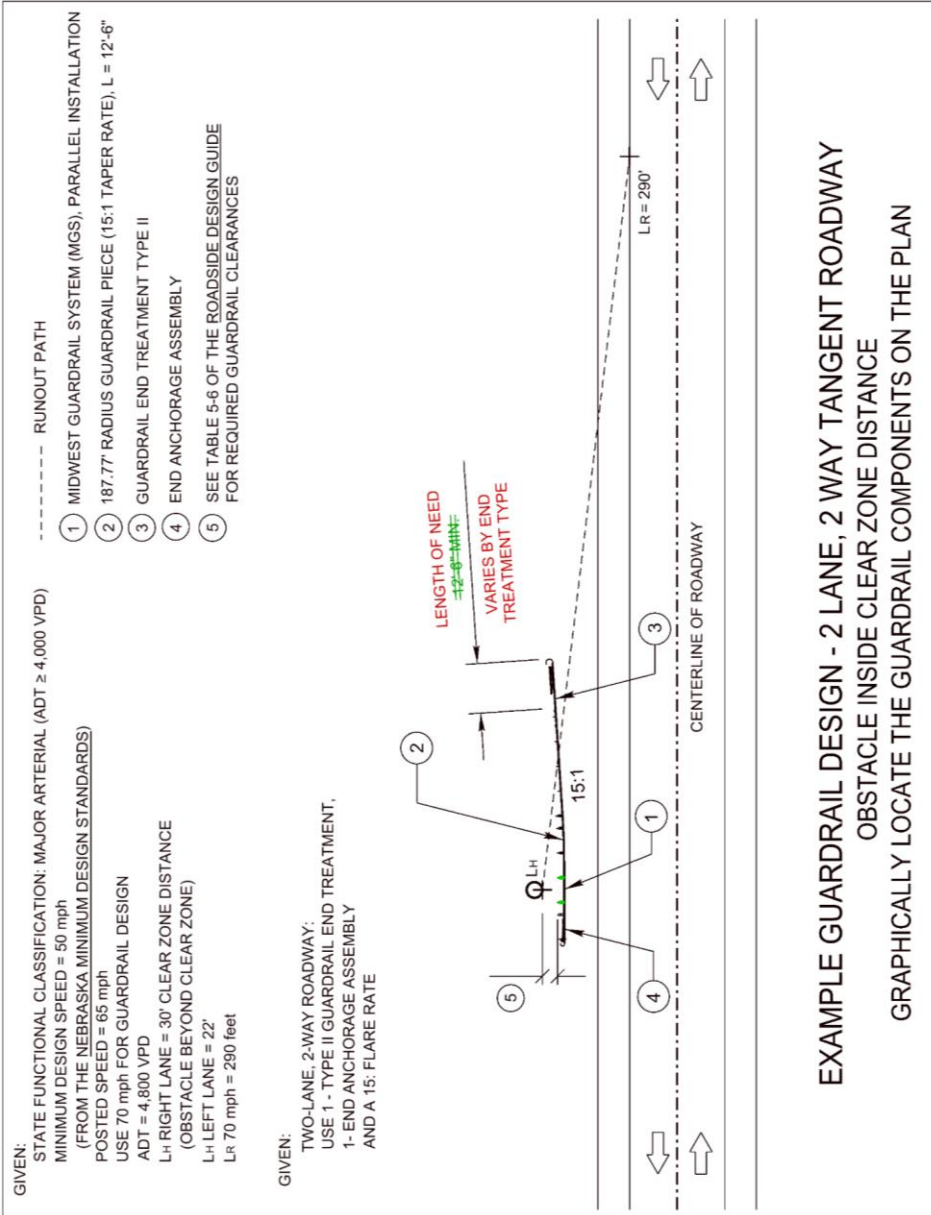 GIVEN:
STATE FUNCTIONAL CLASSIFICATION: MAJOR ARTERIAL (ADT ≥ 4,000 VPD)
MINIMUM DESIGN SPEED = 50 mph
(FROM THE NEBRASKA MINIMUM DESIGN STANDARDS)
POSTED SPEED = 65 mph
USE 70 mph FOR GUARDRAIL DESIGN
ADT = 4,800 VPD
LH RIGHT LANE = 30' CLEAR ZONE DISTANCE
(OBSTACLE BEYOND CLEAR ZONE)
LH LEFT LANE = 22'
LR 70 mph = 290 feet
GIVEN:
TWO-LANE, 2-WAY ROADWAY:
USE 1 - TYPE II GUARDRAIL END TREATMENT,
1- END ANCHORAGE ASSEMBLY
AND A 15: FLARE RATE
RUNOUT PATH
1 MIDWEST GUARDRAIL SYSTEM (MGS), PARALLEL INSTALLATION
2 187.77' RADIUS GUARDRAIL PIECE (15:1 TAPER RATE), L = 12'-6"
3 GUARDRAIL END TREATMENT TYPE II
4 END ANCHORAGE ASSEMBLY
5 SEE TABLE 5-6 OF THE ROADSIDE DESIGN GUIDE
FOR REQUIRED GUARDRAIL CLEARANCES
LENGTH OF NEED
12'-6" MIN.
VARIES BY END
TREATMENT TYPE
2
LH
5
15:1
4
1
3
LR = 290'
CENTERLINE OF ROADWAY
EXAMPLE GUARDRAIL DESIGN - 2 LANE, 2 WAY TANGENT ROADWAY
OBSTACLE INSIDE CLEAR ZONE DISTANCE
GRAPHICALLY LOCATE THE GUARDRAIL COMPONENTS ON THE PLAN